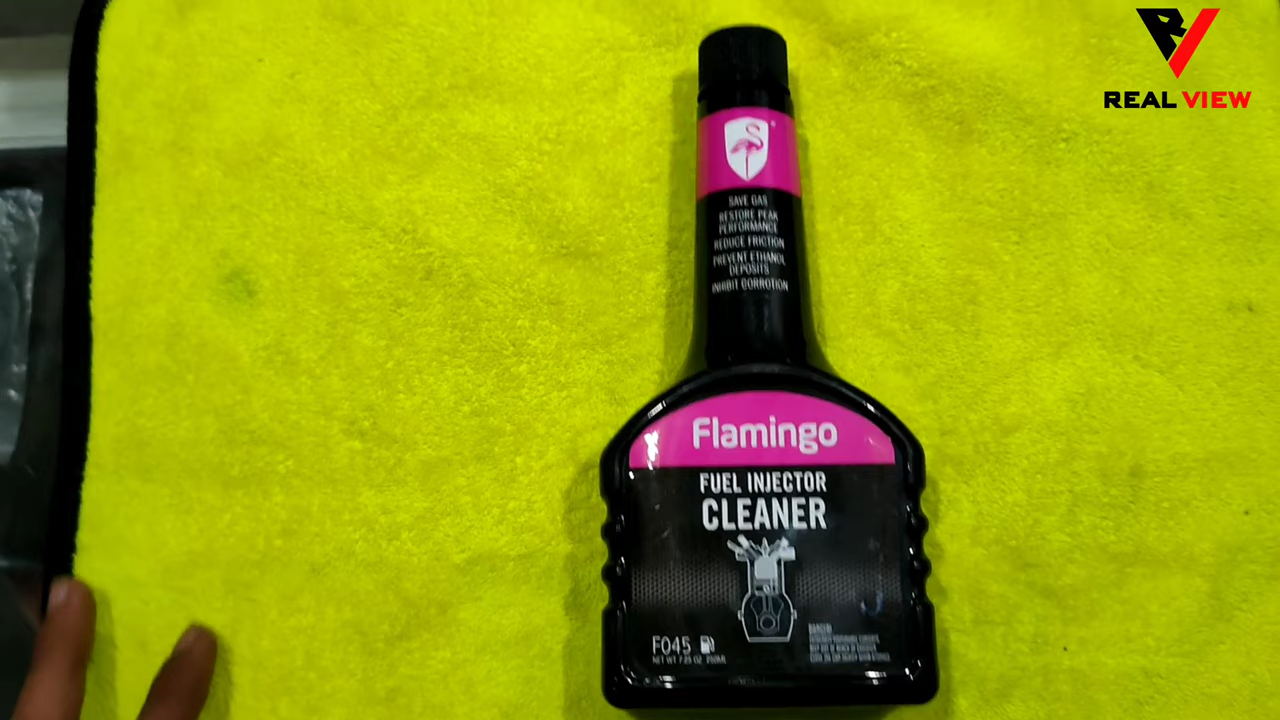 REAL VIEW
SAVE GAS
RESTORE PEAK
PERFORMANCE
REDUCE FRICTION
PREVENT ETHANOL
DEPOSITS
INHIBIT CORROTION
Flamingo
FUEL INJECTOR
CLEANER
F045
DANGER: